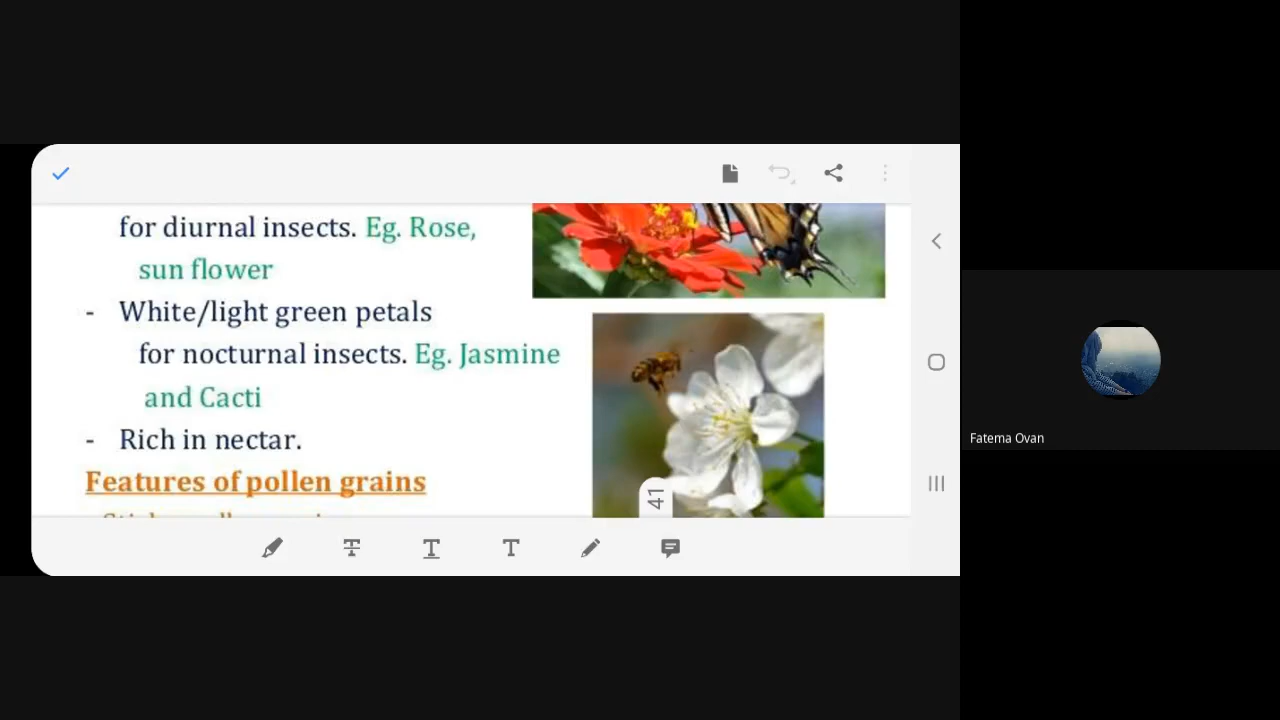 for diurnal insects. Eg. Rose,
sun flower
- White/light green petals
for nocturnal insects. Eg. Jasmine
and Cacti
- Rich in nectar.
Features of pollen grains
41
Fatema Ovan